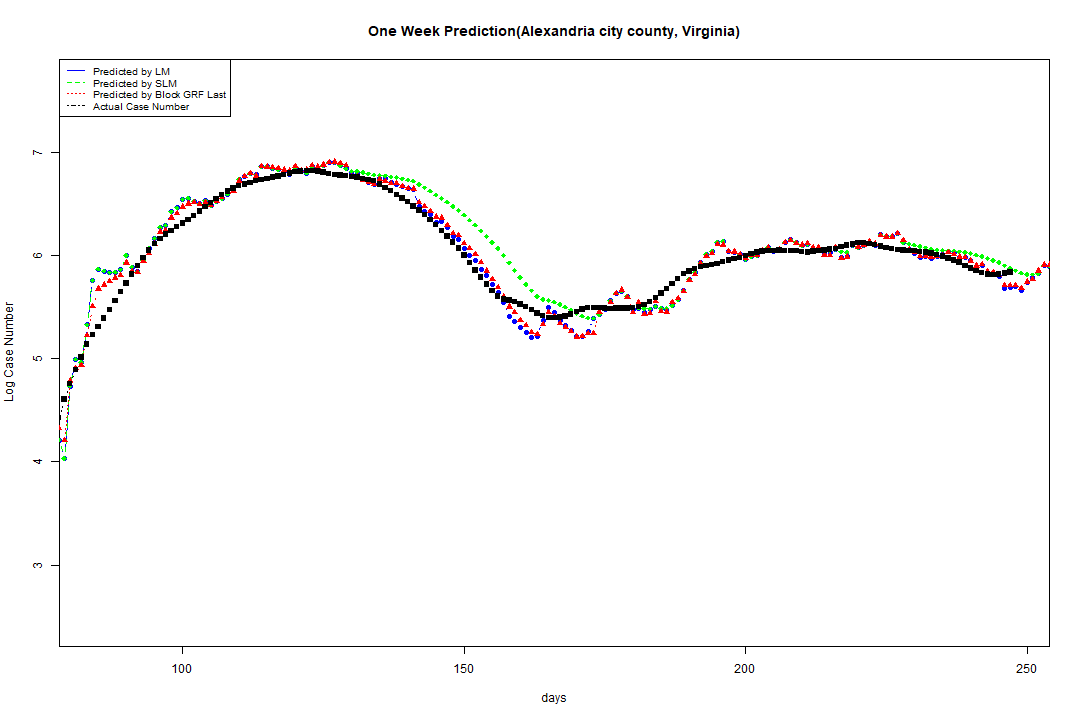 One Week Prediction(Alexandria city county, Virginia)
Predicted by LM
Predicted by SLM
Predicted by Block GRF Last
Actual Case Number
7
6
5
4
3
Log Case Number
100
150
200
250
days